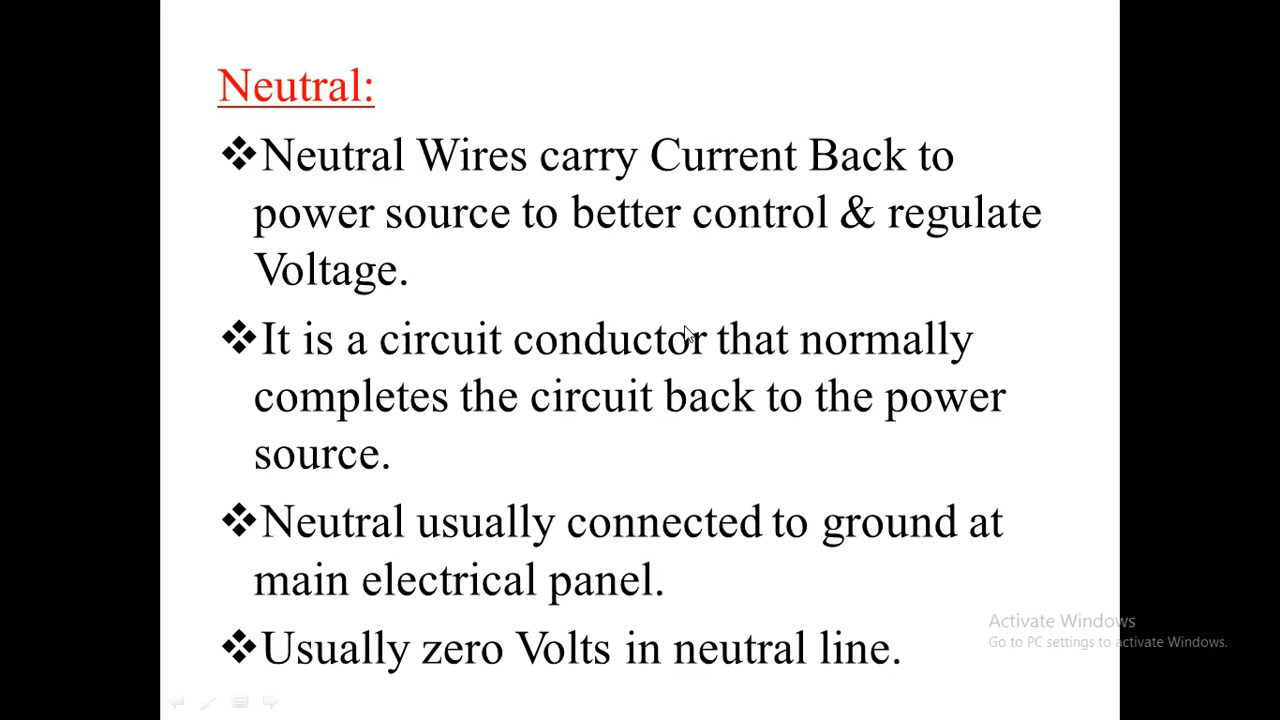 Neutral:
❖Neutral Wires carry Current Back to
power source to better control & regulate
Voltage.
❖It is a circuit conductor that normally
completes the circuit back to the power
source.
❖Neutral usually connected to ground at
main electrical panel.
❖Usually zero Volts in neutral line.
Activate Windows
Go to PC settings to activate Windows.